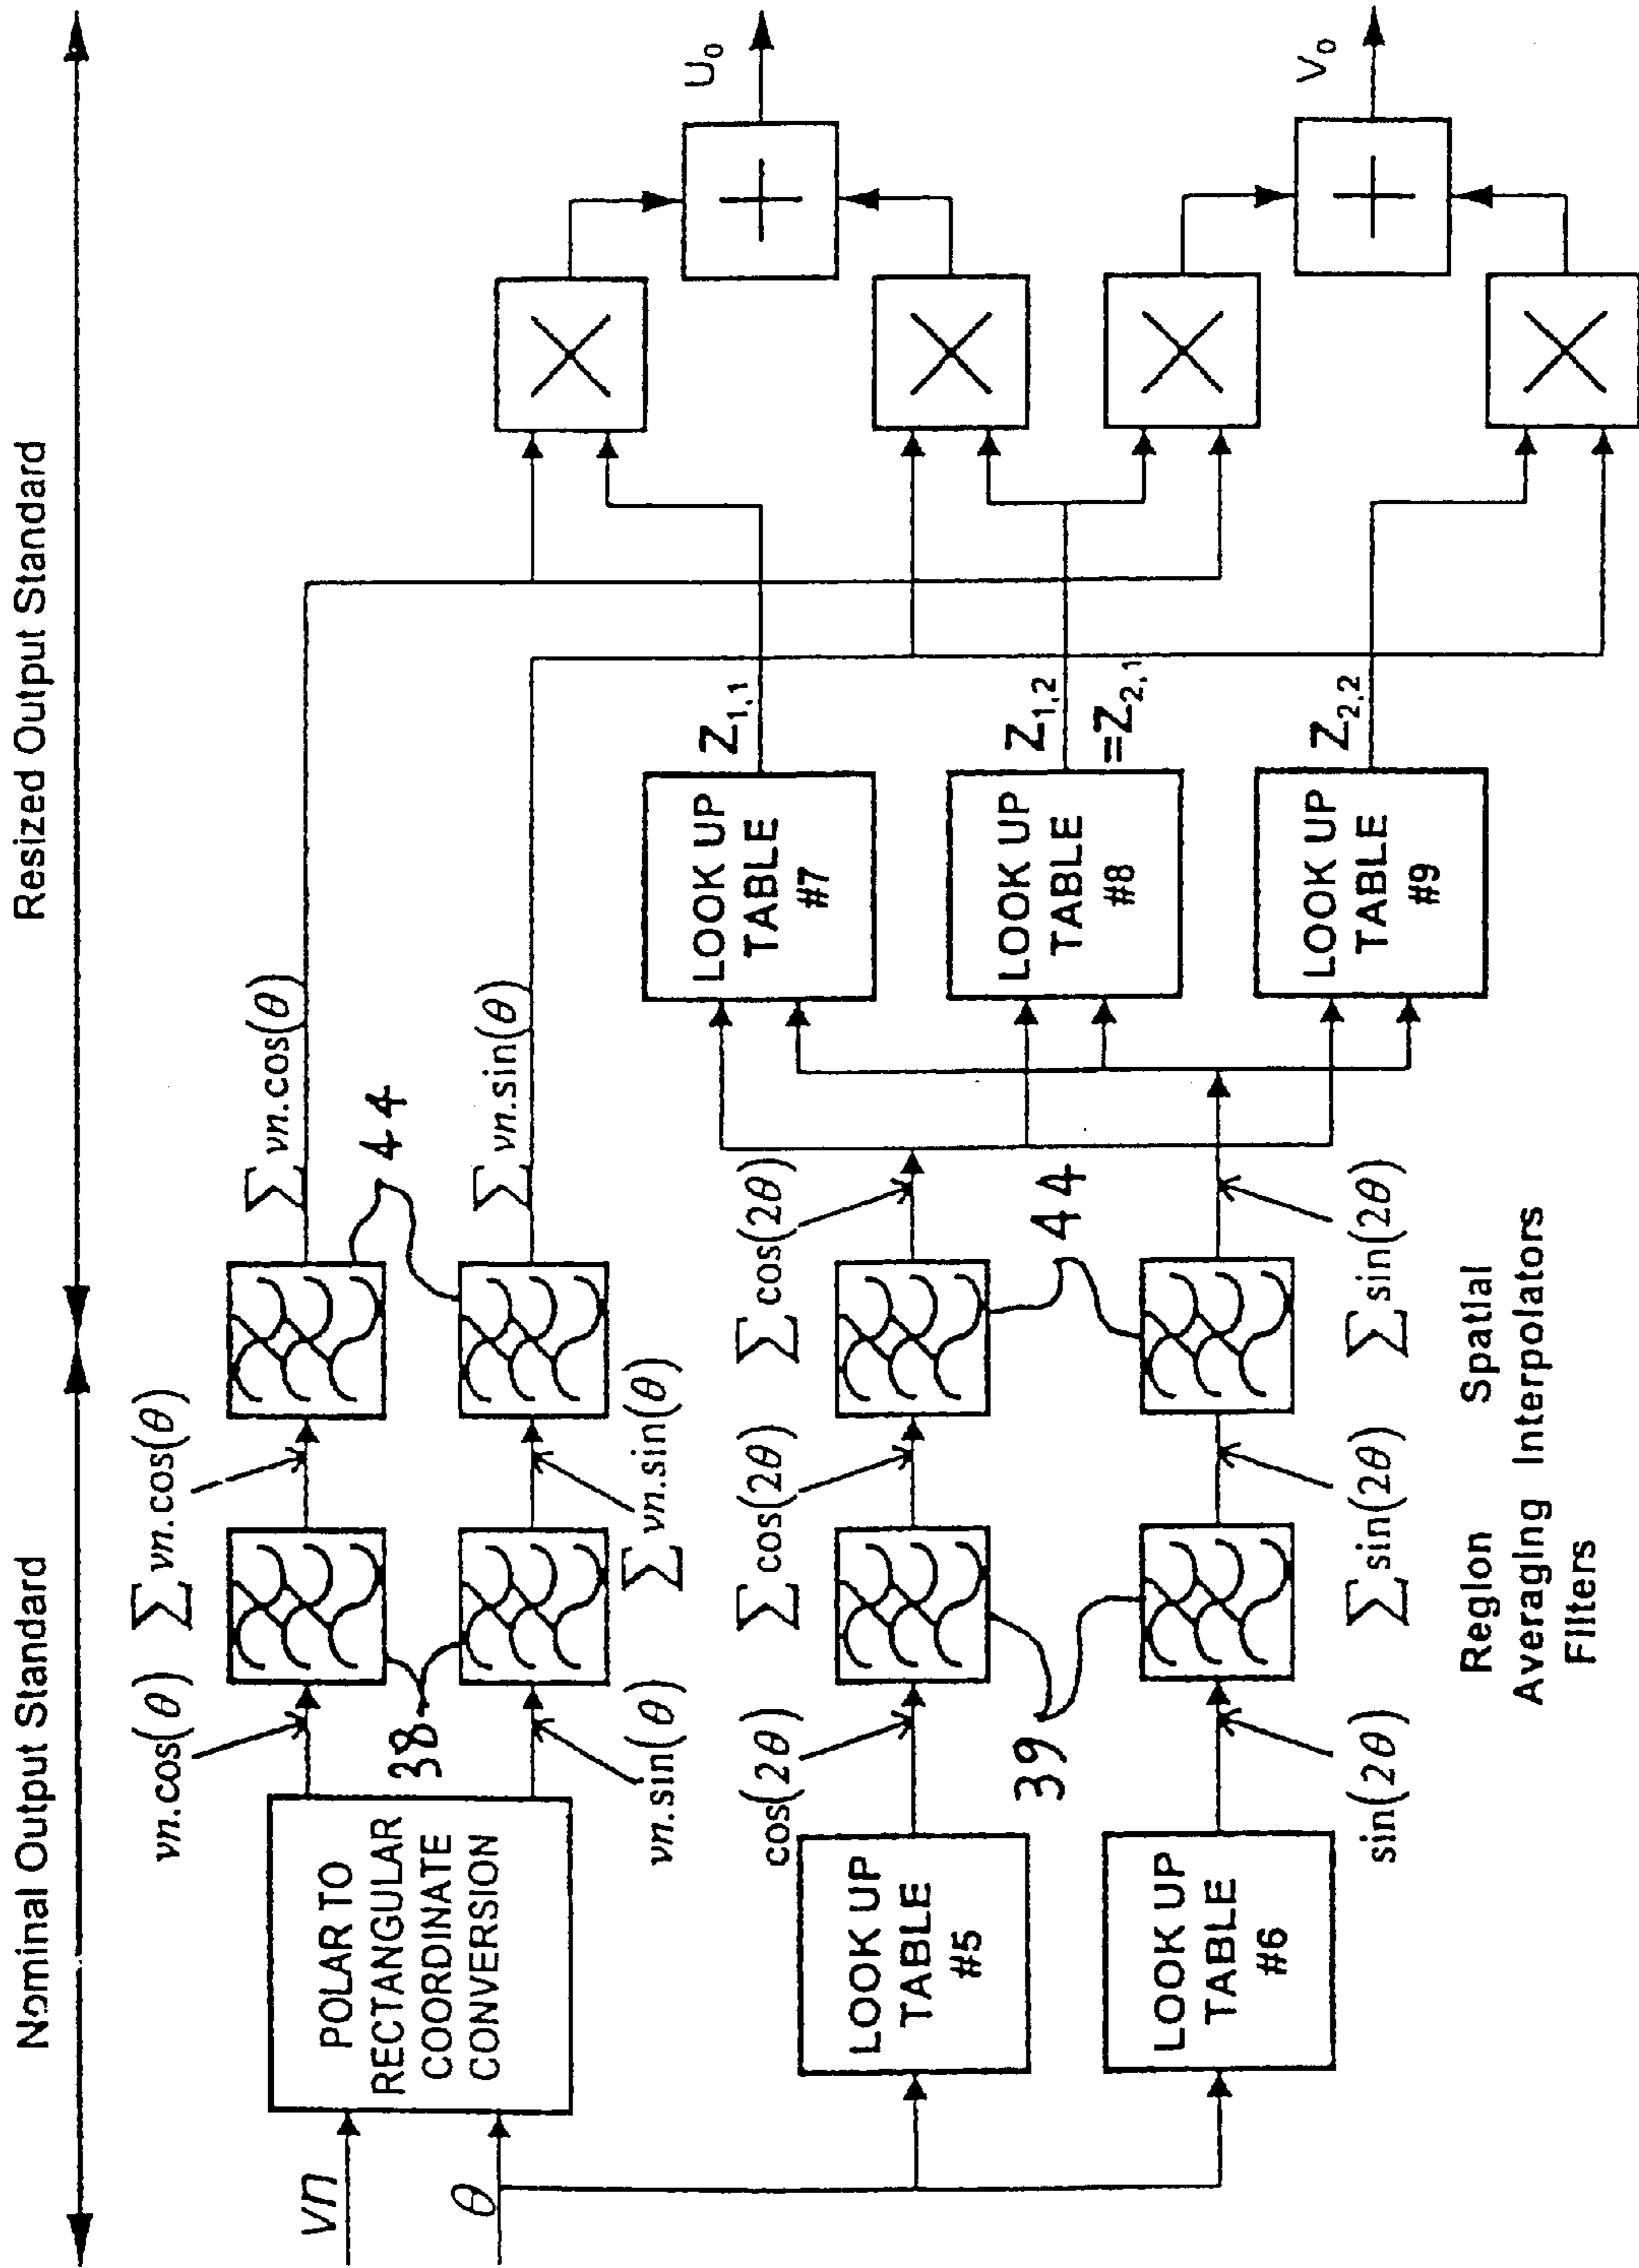 Nominal Output Standard
Resized Output Standard
vn
θ
POLAR TO
RECTANGULAR
COORDINATE
CONVERSION
vn.cos(θ)
∑ vn.cos(θ)
∑ vn.cos(θ)
38
44
vn.sin(θ)
∑ vn.sin(θ)
∑ vn.sin(θ)
LOOK UP
TABLE
#5
cos(2θ)
∑ cos(2θ)
∑ cos(2θ)
39
44
LOOK UP
TABLE
#6
sin(2θ)
∑ sin(2θ)
∑ sin(2θ)
Region
Averaging
Filters
Spatial
Interpolators
LOOK UP
TABLE
#7
Z1,1
LOOK UP
TABLE
#8
Z1,2
=Z2,1
LOOK UP
TABLE
#9
Z2,2
×
×
×
×
+
+
U0
V0